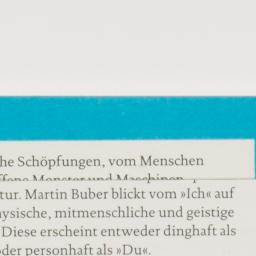 he Schöpfungen, vom Menschen
Monster und Maschinen
tur. Martin Buber blickt vom »Ich« auf
ysische, mitmenschliche und geistige
Diese erscheint entweder dinghaft als
oder personhaft als »Du«.